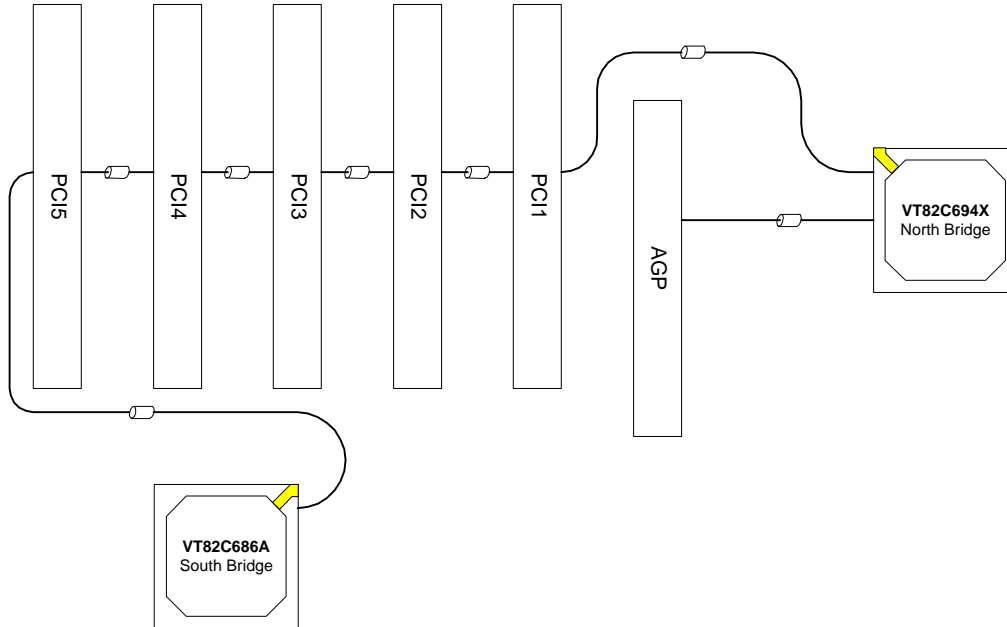 PCI5
PCI4
PCI3
PCI2
PCI1
AGP
VT82C694X
North Bridge
VT82C686A
South Bridge